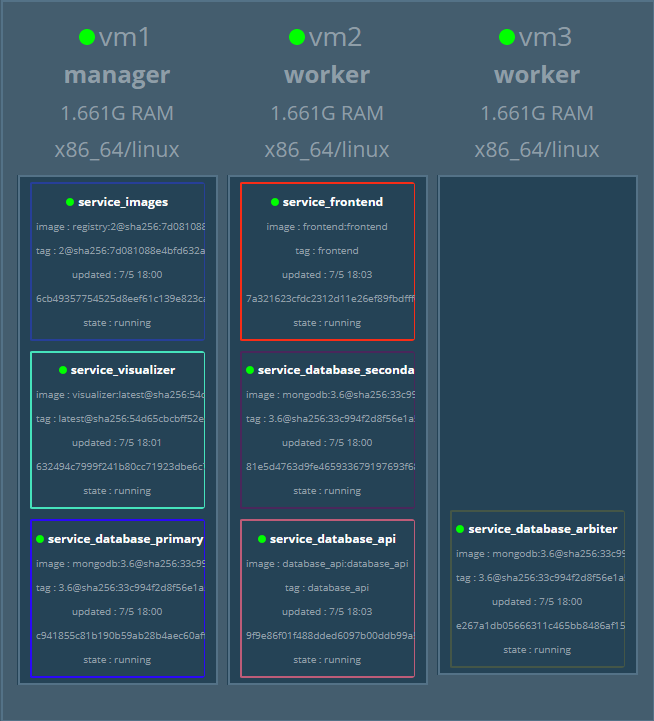 vm1
manager
1.661G RAM
x86_64/linux
service_images
image : registry:2@sha256:7d081088
tag : 2@sha256:7d081088e4bfd632a
updated : 7/5 18:00
6cb49357754525d8eef61c139e823ca
state : running
service_visualizer
image : visualizer:latest@sha256:54d
tag : latest@sha256:54d65cbcbff52e
updated : 7/5 18:01
632494c7999f241b80cc71923dbe6c7
state : running
service_database_primary
image : mongodb:3.6@sha256:33c99
tag : 3.6@sha256:33c994f2d8f56e1a
updated : 7/5 18:00
c941855c81b190b59ab28b4aec60af
state : running
vm2
worker
1.661G RAM
x86_64/linux
service_frontend
image : frontend:frontend
tag : frontend
updated : 7/5 18:03
7a321623cfdc2312d11e26ef89fbdfff
state : running
service_database_seconda
image : mongodb:3.6@sha256:33c99
tag : 3.6@sha256:33c994f2d8f56e1a
updated : 7/5 18:00
81e5d4763d9fe465933679197693f68
state : running
service_database_api
image : database_api:database_api
tag : database_api
updated : 7/5 18:03
9f9e86f01f488dded6097b00ddb99a
state : running
vm3
worker
1.661G RAM
x86_64/linux
service_database_arbiter
image : mongodb:3.6@sha256:33c99
tag : 3.6@sha256:33c994f2d8f56e1a
updated : 7/5 18:00
e267a1db05666311c465bb8486af15
state : running